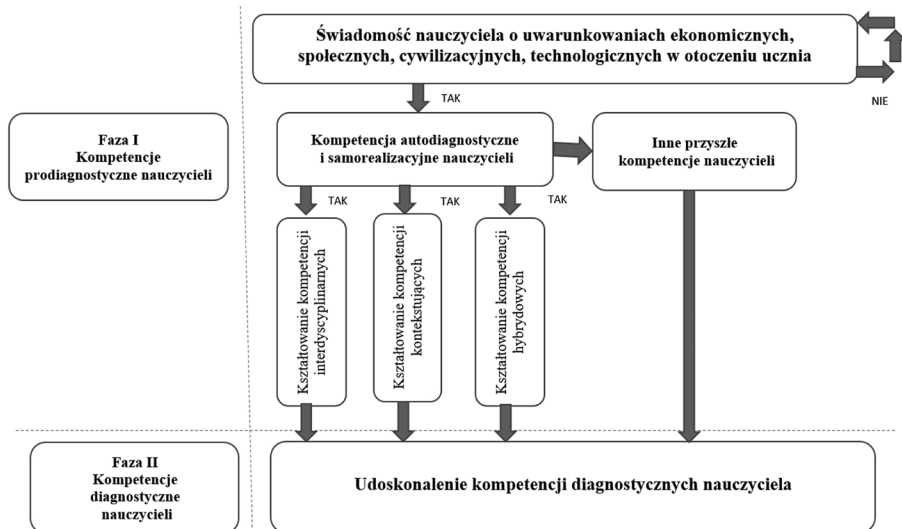 Świadomość nauczyciela o uwarunkowaniach ekonomicznych,
społecznych, cywilizacyjnych, technologicznych w otoczeniu ucznia
NIE
TAK
Faza I
Kompetencje
prodiagnostyczne nauczycieli
Kompetencja autodiagnostyczne
i samorealizacyjne nauczycieli
Inne przyszłe
kompetencje nauczycieli
TAK
TAK
TAK
Kształtowanie kompetencji
interdyscyplinarnych
Kształtowanie kompetencji
kontekstujących
Kształtowanie kompetencji
hybrydowych
Faza II
Kompetencje
diagnostyczne
nauczycieli
Udoskonalenie kompetencji diagnostycznych nauczyciela